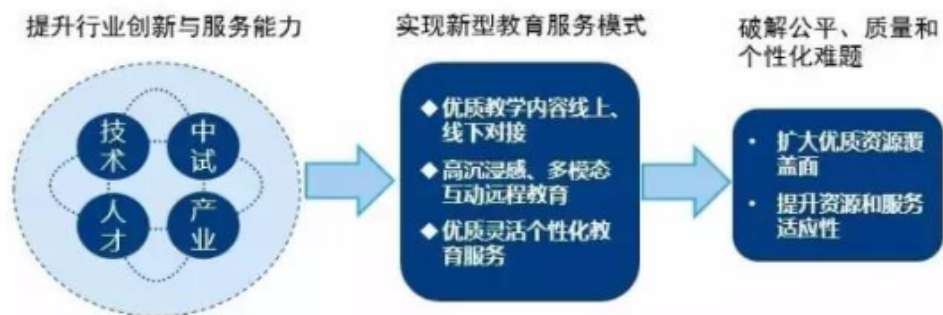 提升行业创新与服务能力
技术
中试
人才
产业
实现新型教育服务模式
◆优质教学内容线上、
线下对接
◆高沉浸感、多模态
互动远程教育
◆优质灵活个性化教
育服务
破解公平、质量和
个性化难题
• 扩大优质资源覆
盖面
• 提升资源和服务
适应性